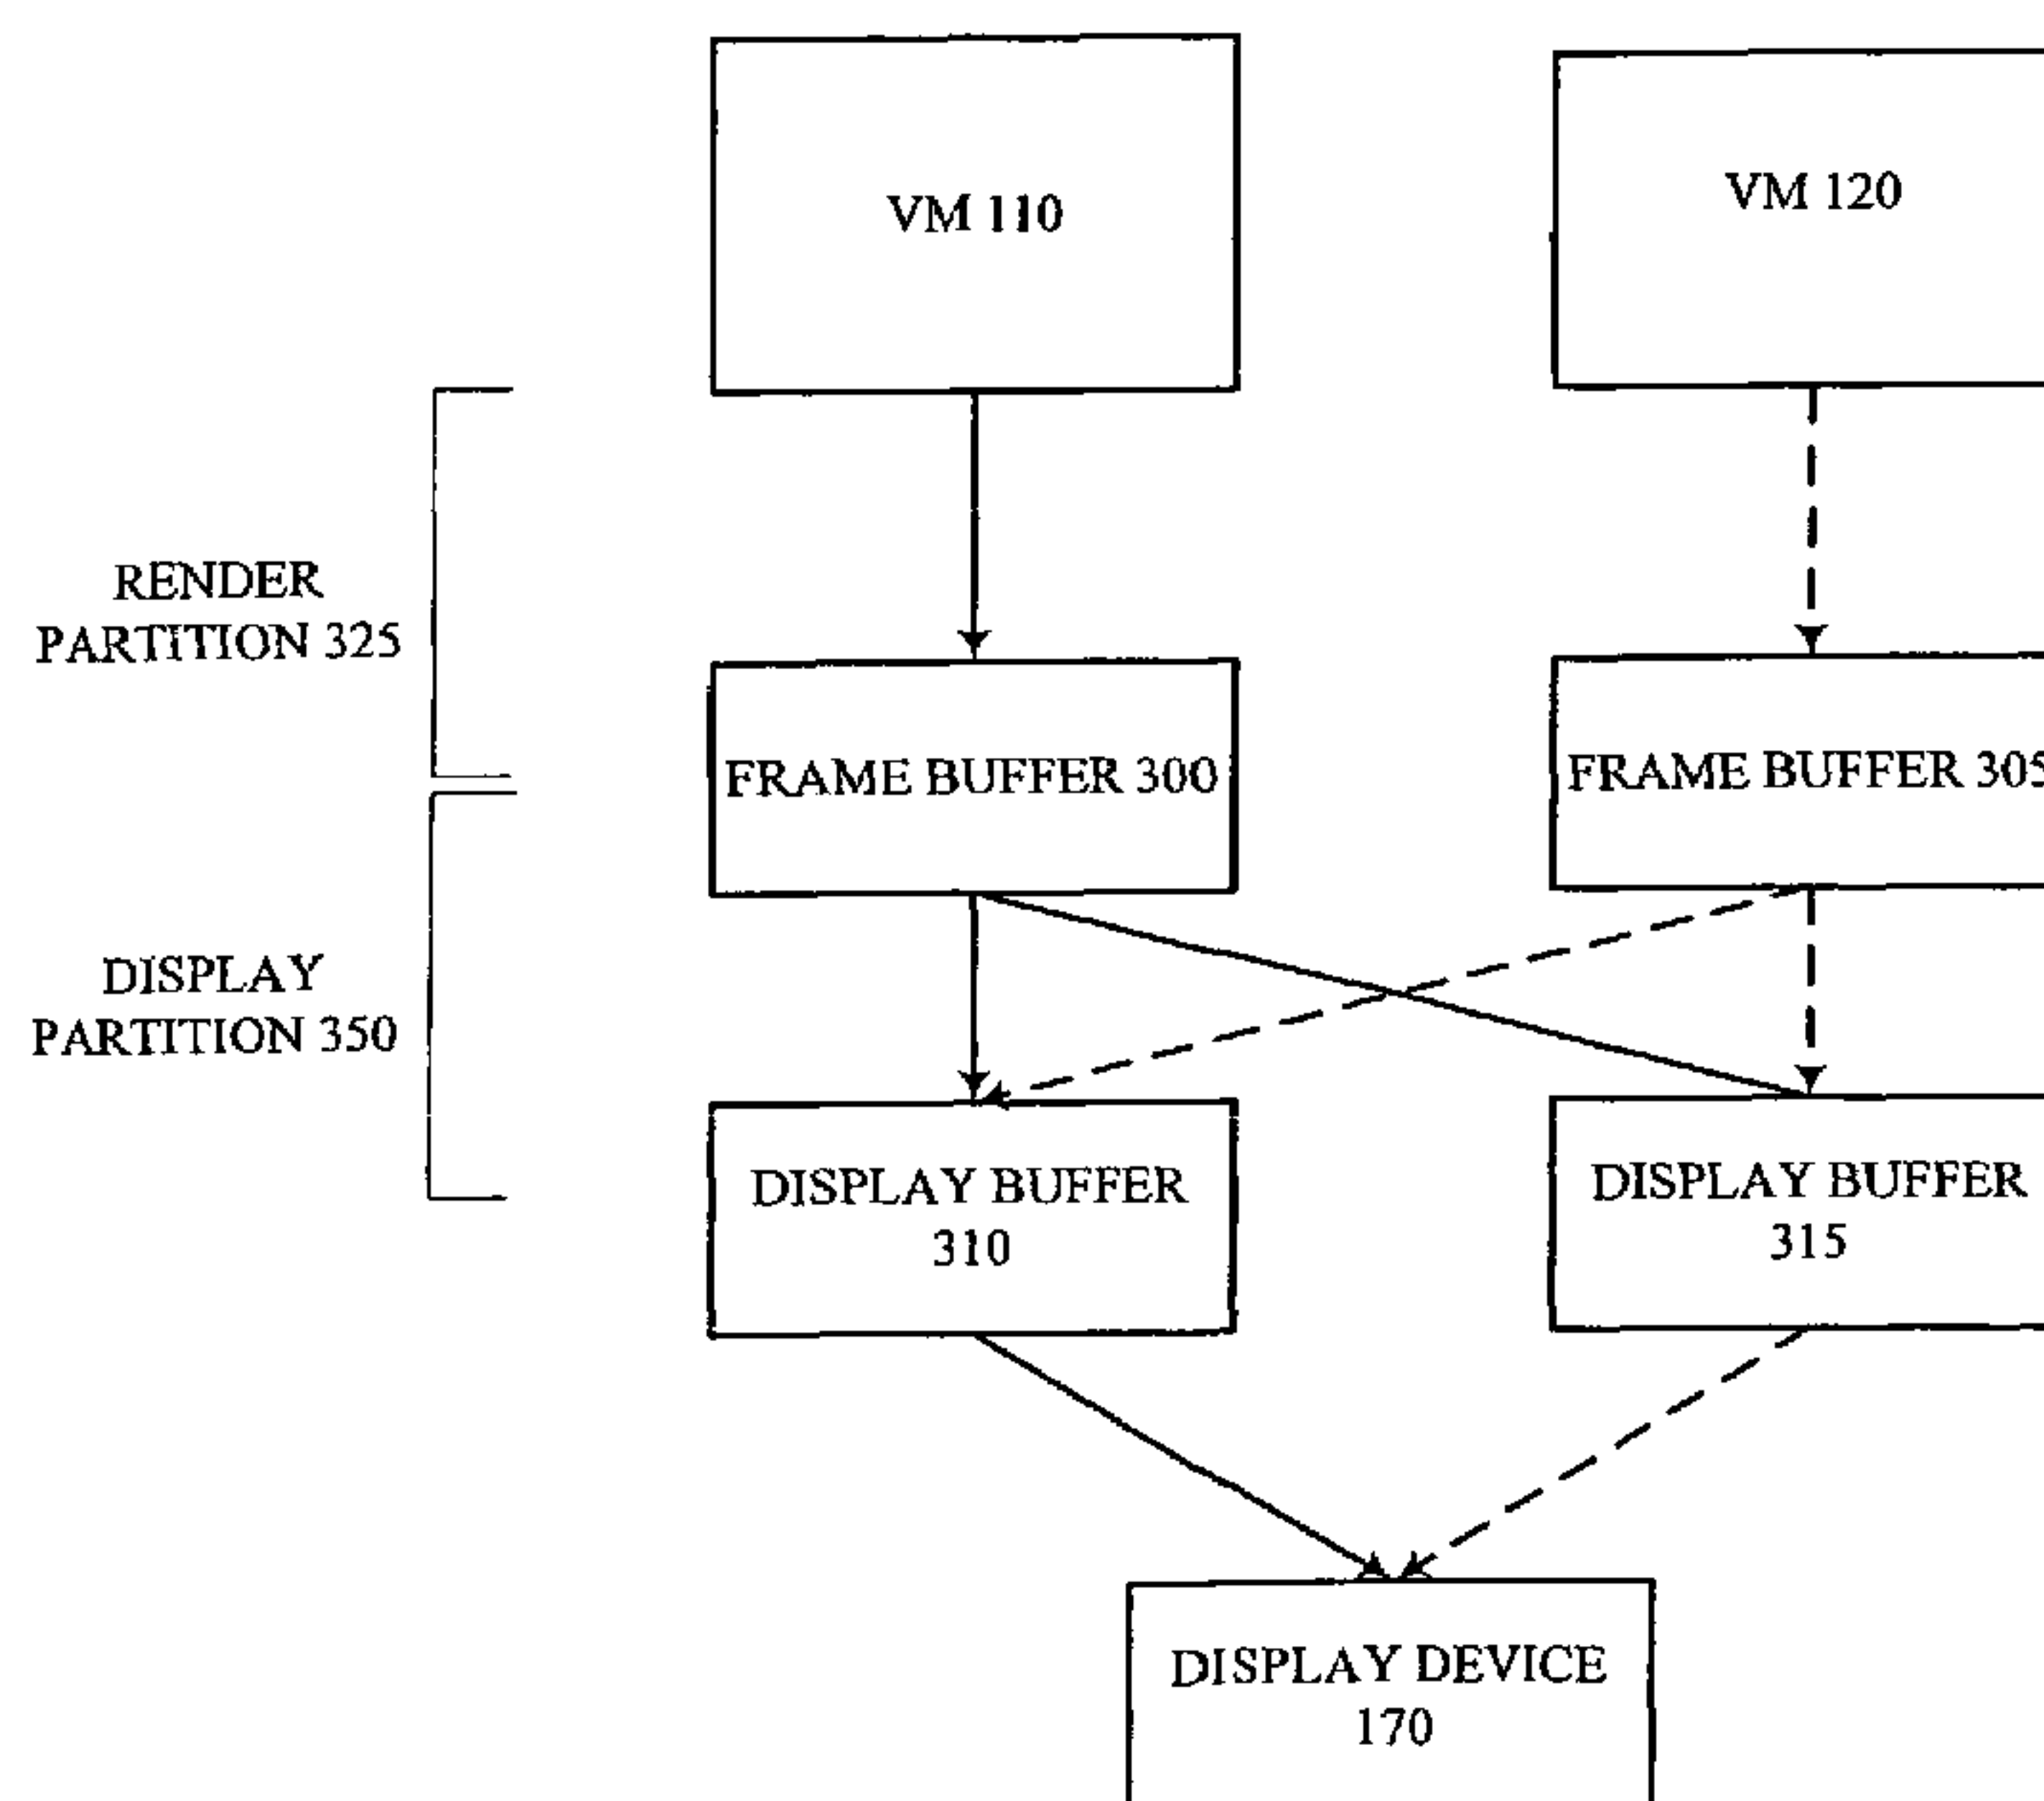 VM 110
VM 120
RENDER
PARTITION 325
FRAME BUFFER 300
FRAME BUFFER 305
DISPLAY
PARTITION 350
DISPLAY BUFFER
310
DISPLAY BUFFER
315
DISPLAY DEVICE
170